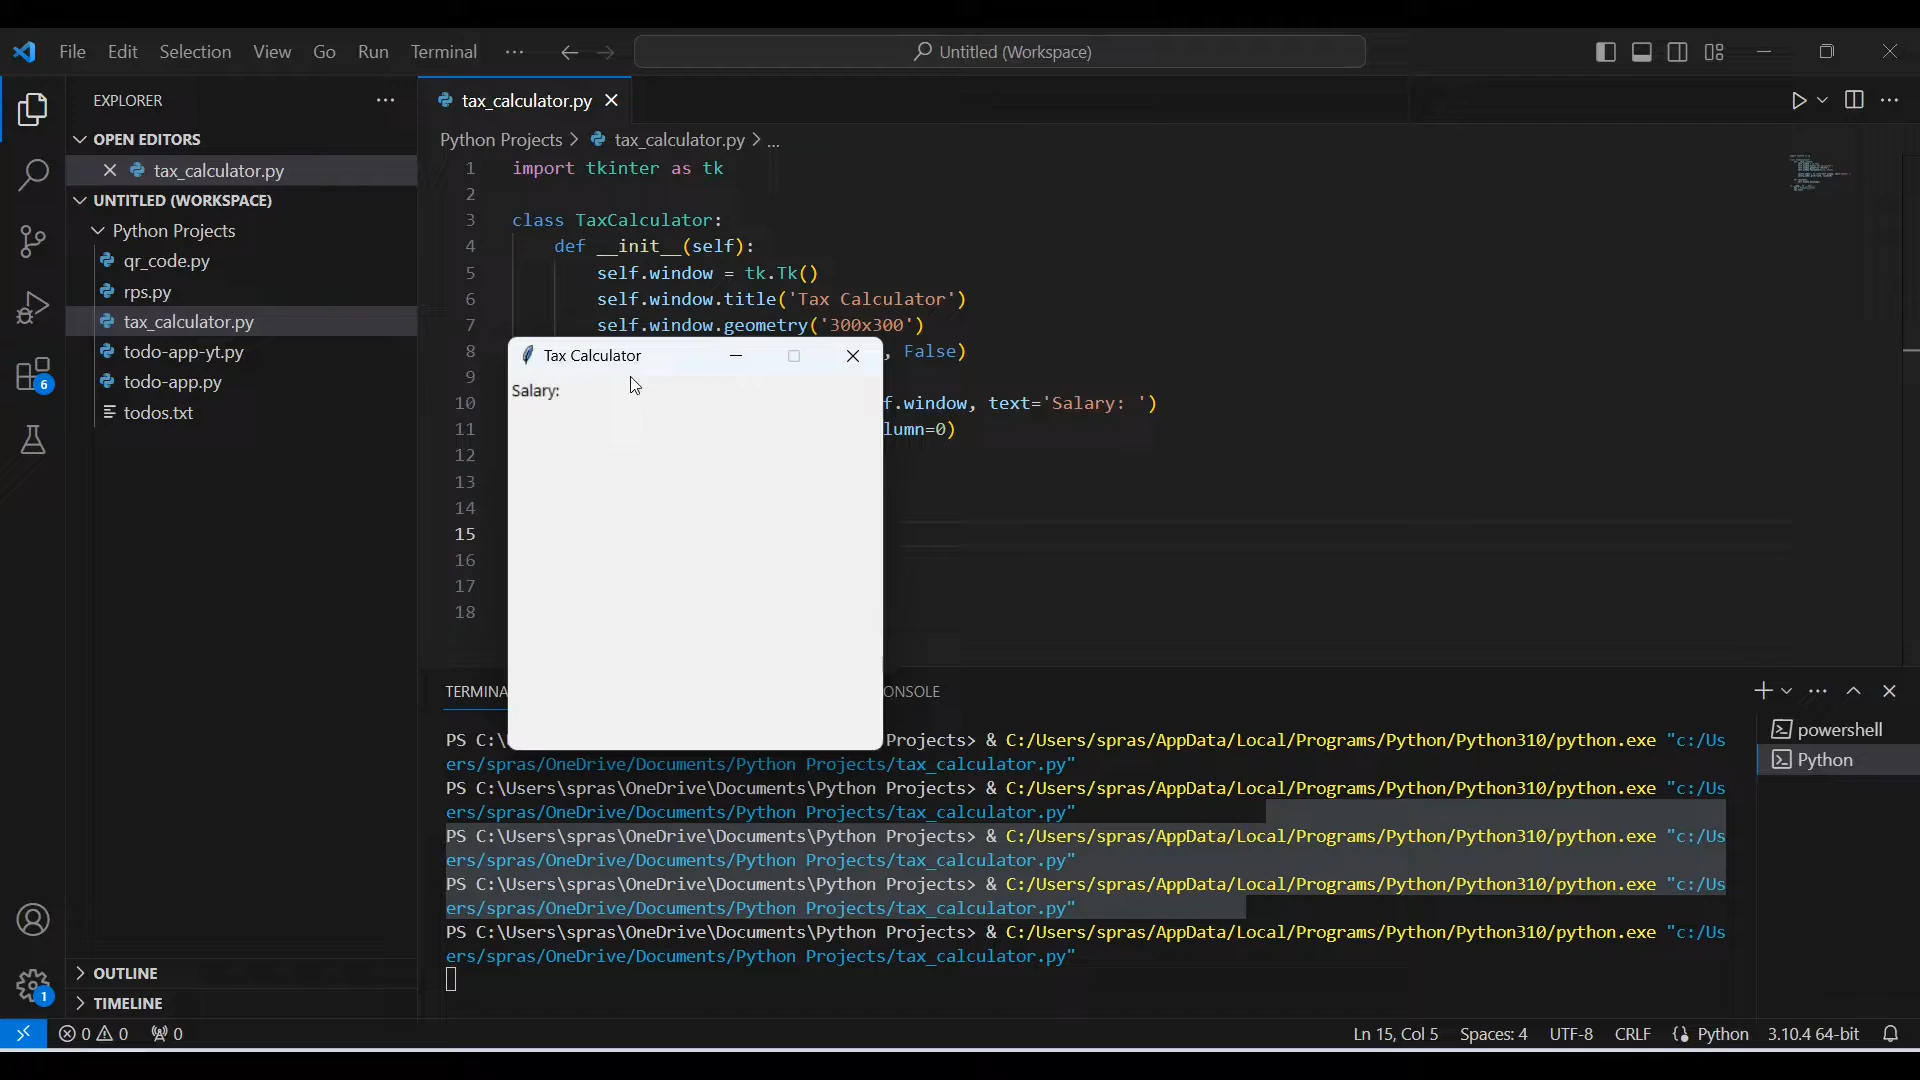 File Edit Selection View Go Run Terminal ···
Untitled (Workspace)
EXPLORER ···
OPEN EDITORS
tax_calculator.py
UNTITLED (WORKSPACE)
Python Projects
qr_code.py
rps.py
tax_calculator.py
todo-app-yt.py
todo-app.py
todos.txt
6
OUTLINE
1
TIMELINE
tax_calculator.py
Python Projects > tax_calculator.py > ...
1 import tkinter as tk
2
3 class TaxCalculator:
4 def __init__(self):
5 self.window = tk.Tk()
6 self.window.title('Tax Calculator')
7 self.window.geometry('300x300')
8 , False)
9
10 f.window, text='Salary: ')
11 lumn=0)
12
13
14
15
16
17
18
Tax Calculator
Salary:
TERMINA ONSOLE
PS C:\ Projects> & C:/Users/spras/AppData/Local/Programs/Python/Python310/python.exe "c:/Us
ers/spras/OneDrive/Documents/Python Projects/tax_calculator.py"
PS C:\Users\spras\OneDrive\Documents\Python Projects> & C:/Users/spras/AppData/Local/Programs/Python/Python310/python.exe "c:/Us
ers/spras/OneDrive/Documents/Python Projects/tax_calculator.py"
PS C:\Users\spras\OneDrive\Documents\Python Projects> & C:/Users/spras/AppData/Local/Programs/Python/Python310/python.exe "c:/Us
ers/spras/OneDrive/Documents/Python Projects/tax_calculator.py"
PS C:\Users\spras\OneDrive\Documents\Python Projects> & C:/Users/spras/AppData/Local/Programs/Python/Python310/python.exe "c:/Us
ers/spras/OneDrive/Documents/Python Projects/tax_calculator.py"
PS C:\Users\spras\OneDrive\Documents\Python Projects> & C:/Users/spras/AppData/Local/Programs/Python/Python310/python.exe "c:/Us
ers/spras/OneDrive/Documents/Python Projects/tax_calculator.py"
powershell
Python
0 0 0
Ln 15, Col 5 Spaces: 4 UTF-8 CRLF Python 3.10.4 64-bit